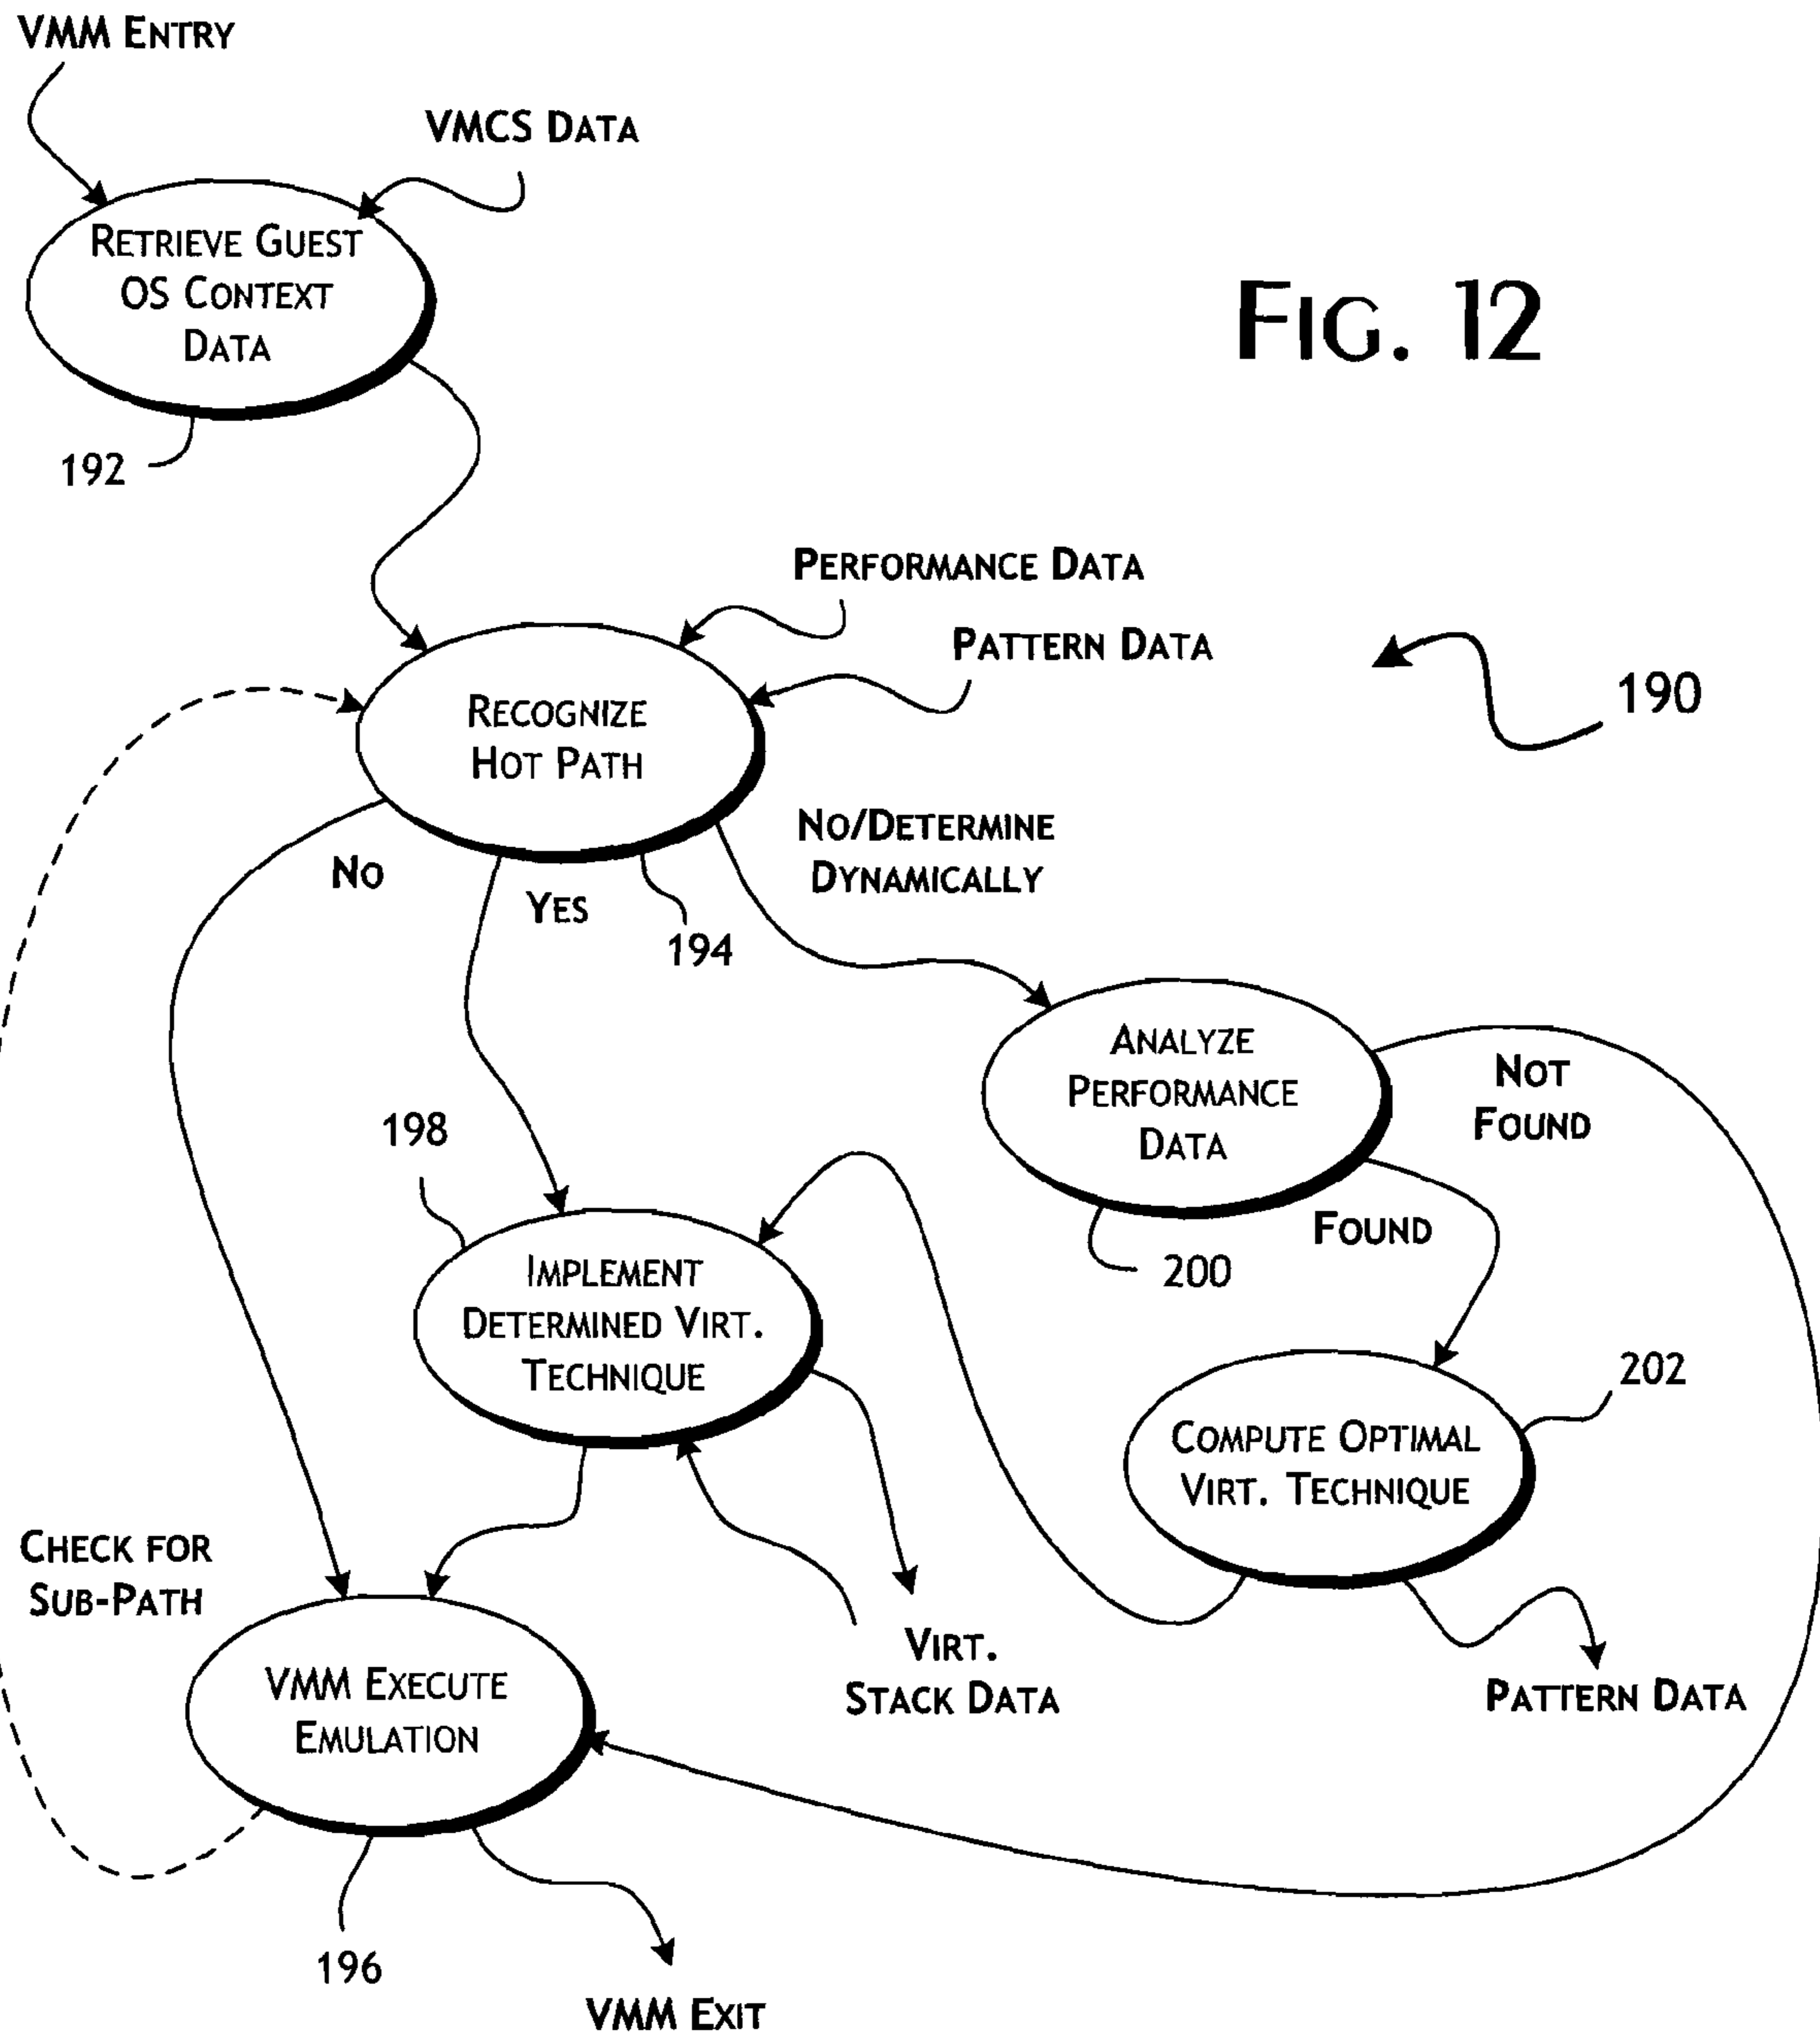 VMM ENTRY
VMCS DATA
RETRIEVE GUEST
OS CONTEXT
DATA
FIG. 12
192
PERFORMANCE DATA
PATTERN DATA
190
RECOGNIZE
HOT PATH
NO/DETERMINE
DYNAMICALLY
NO
YES
194
ANALYZE
PERFORMANCE
DATA
NOT
FOUND
198
FOUND
200
IMPLEMENT
DETERMINED VIRT.
TECHNIQUE
202
COMPUTE OPTIMAL
VIRT. TECHNIQUE
CHECK FOR
SUB-PATH
VIRT.
STACK DATA
PATTERN DATA
VMM EXECUTE
EMULATION
196
VMM EXIT